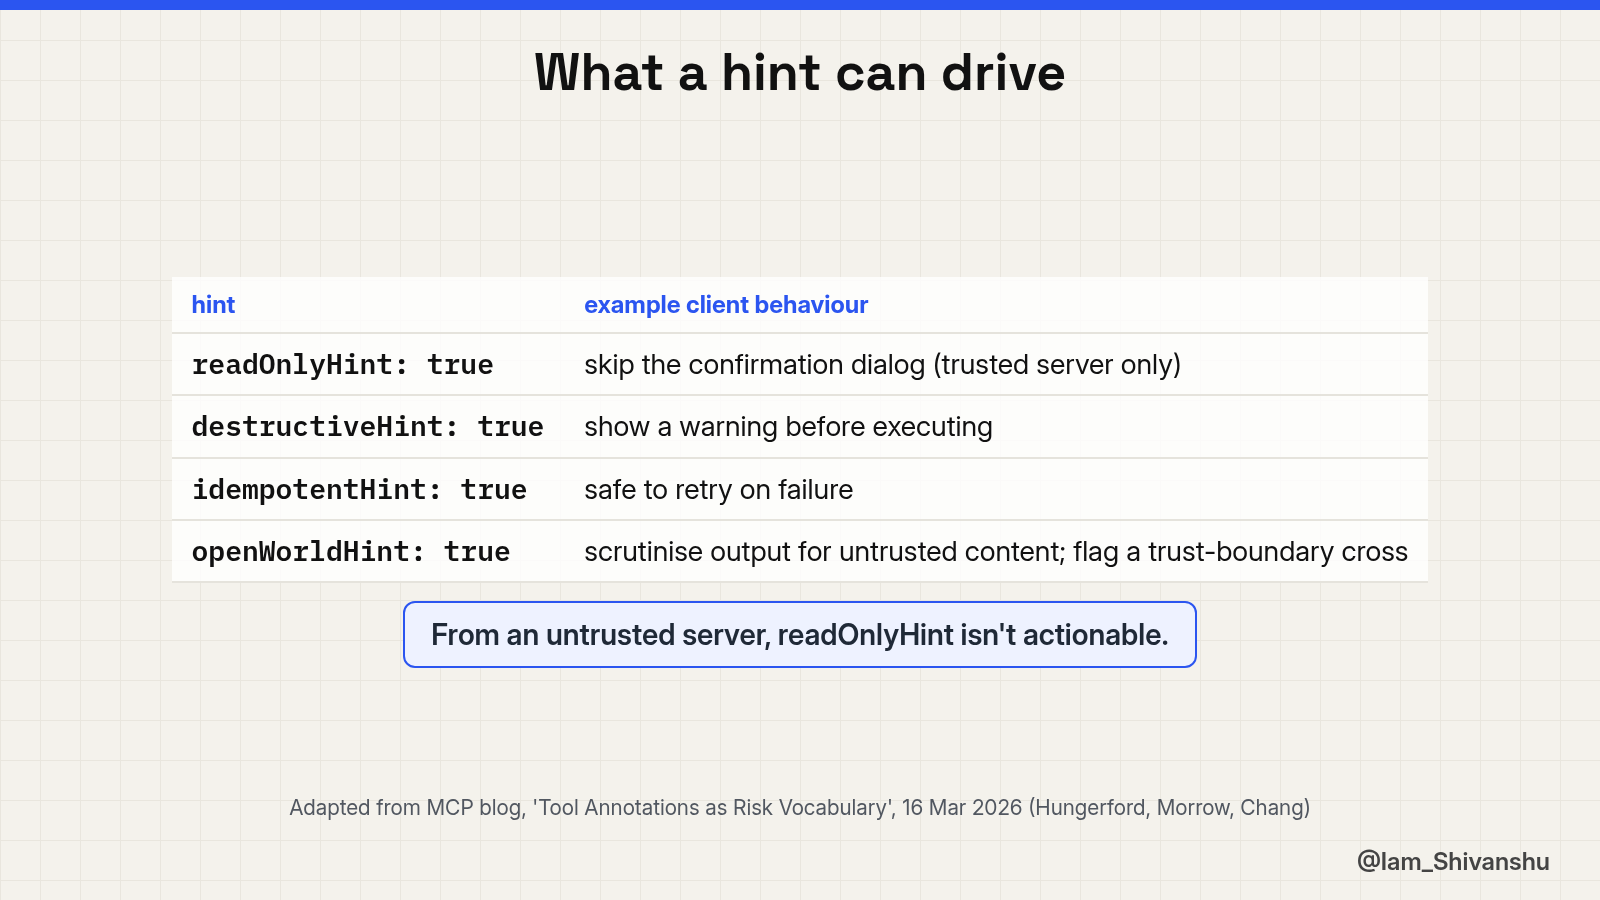 What a hint can drive
hint example client behaviour
readOnlyHint: true skip the confirmation dialog (trusted server only)
destructiveHint: true show a warning before executing
idempotentHint: true safe to retry on failure
openWorldHint: true scrutinise output for untrusted content; flag a trust-boundary cross
From an untrusted server, readOnlyHint isn't actionable.
Adapted from MCP blog, 'Tool Annotations as Risk Vocabulary', 16 Mar 2026 (Hungerford, Morrow, Chang)
@Iam_Shivanshu